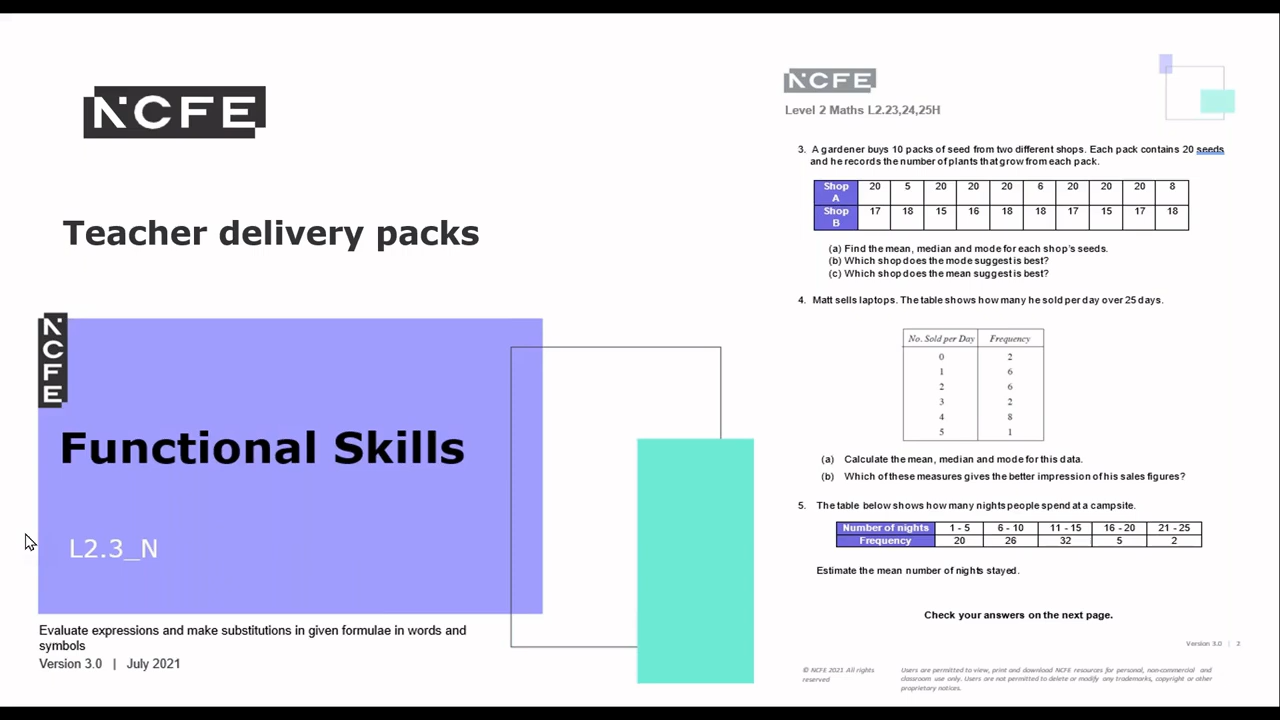 NCFE
Teacher delivery packs
NCFE
Functional Skills
L2.3_N
Evaluate expressions and make substitutions in given formulae in words and
symbols
Version 3.0 | July 2021
NCFE
Level 2 Maths L2.23,24,25H
3. A gardener buys 10 packs of seed from two different shops. Each pack contains 20 seeds
and he records the number of plants that grow from each pack.
Shop A 20 5 20 20 20 6 20 20 20 8
Shop B 17 18 15 16 18 18 17 15 17 18
(a) Find the mean, median and mode for each shop's seeds.
(b) Which shop does the mode suggest is best?
(c) Which shop does the mean suggest is best?
4. Matt sells laptops. The table shows how many he sold per day over 25 days.
No. Sold per Day Frequency
0 2
1 6
2 6
3 2
4 8
5 1
(a) Calculate the mean, median and mode for this data.
(b) Which of these measures gives the better impression of his sales figures?
5. The table below shows how many nights people spend at a campsite.
Number of nights 1 - 5 6 - 10 11 - 15 16 - 20 21 - 25
Frequency 20 26 32 5 2
Estimate the mean number of nights stayed.
Check your answers on the next page.
Version 3.0 | 2
© NCFE 2021 All rights
reserved
Users are permitted to view, print and download NCFE resources for personal, non-commercial and
classroom use only. Users are not permitted to delete or modify any trademarks, copyright or other
proprietary notices.